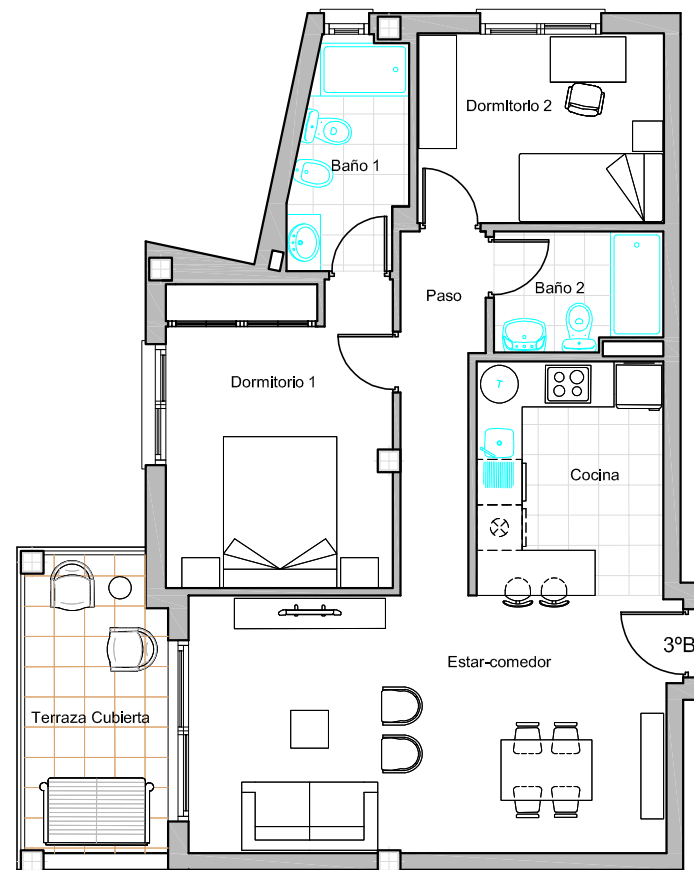 Dormitorio 2
Baño 1
Paso
Baño 2
Dormitorio 1
T
Cocina
3ºB
Estar-comedor
Terraza Cubierta